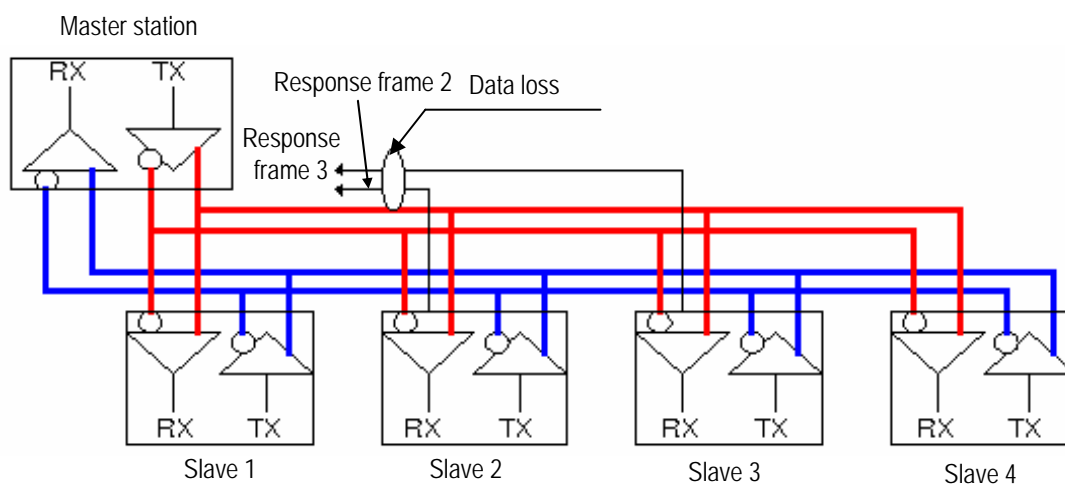 Master station
RX TX
Response frame 2 Data loss
Response
frame 3
RX TX RX TX RX TX RX TX
Slave 1 Slave 2 Slave 3 Slave 4